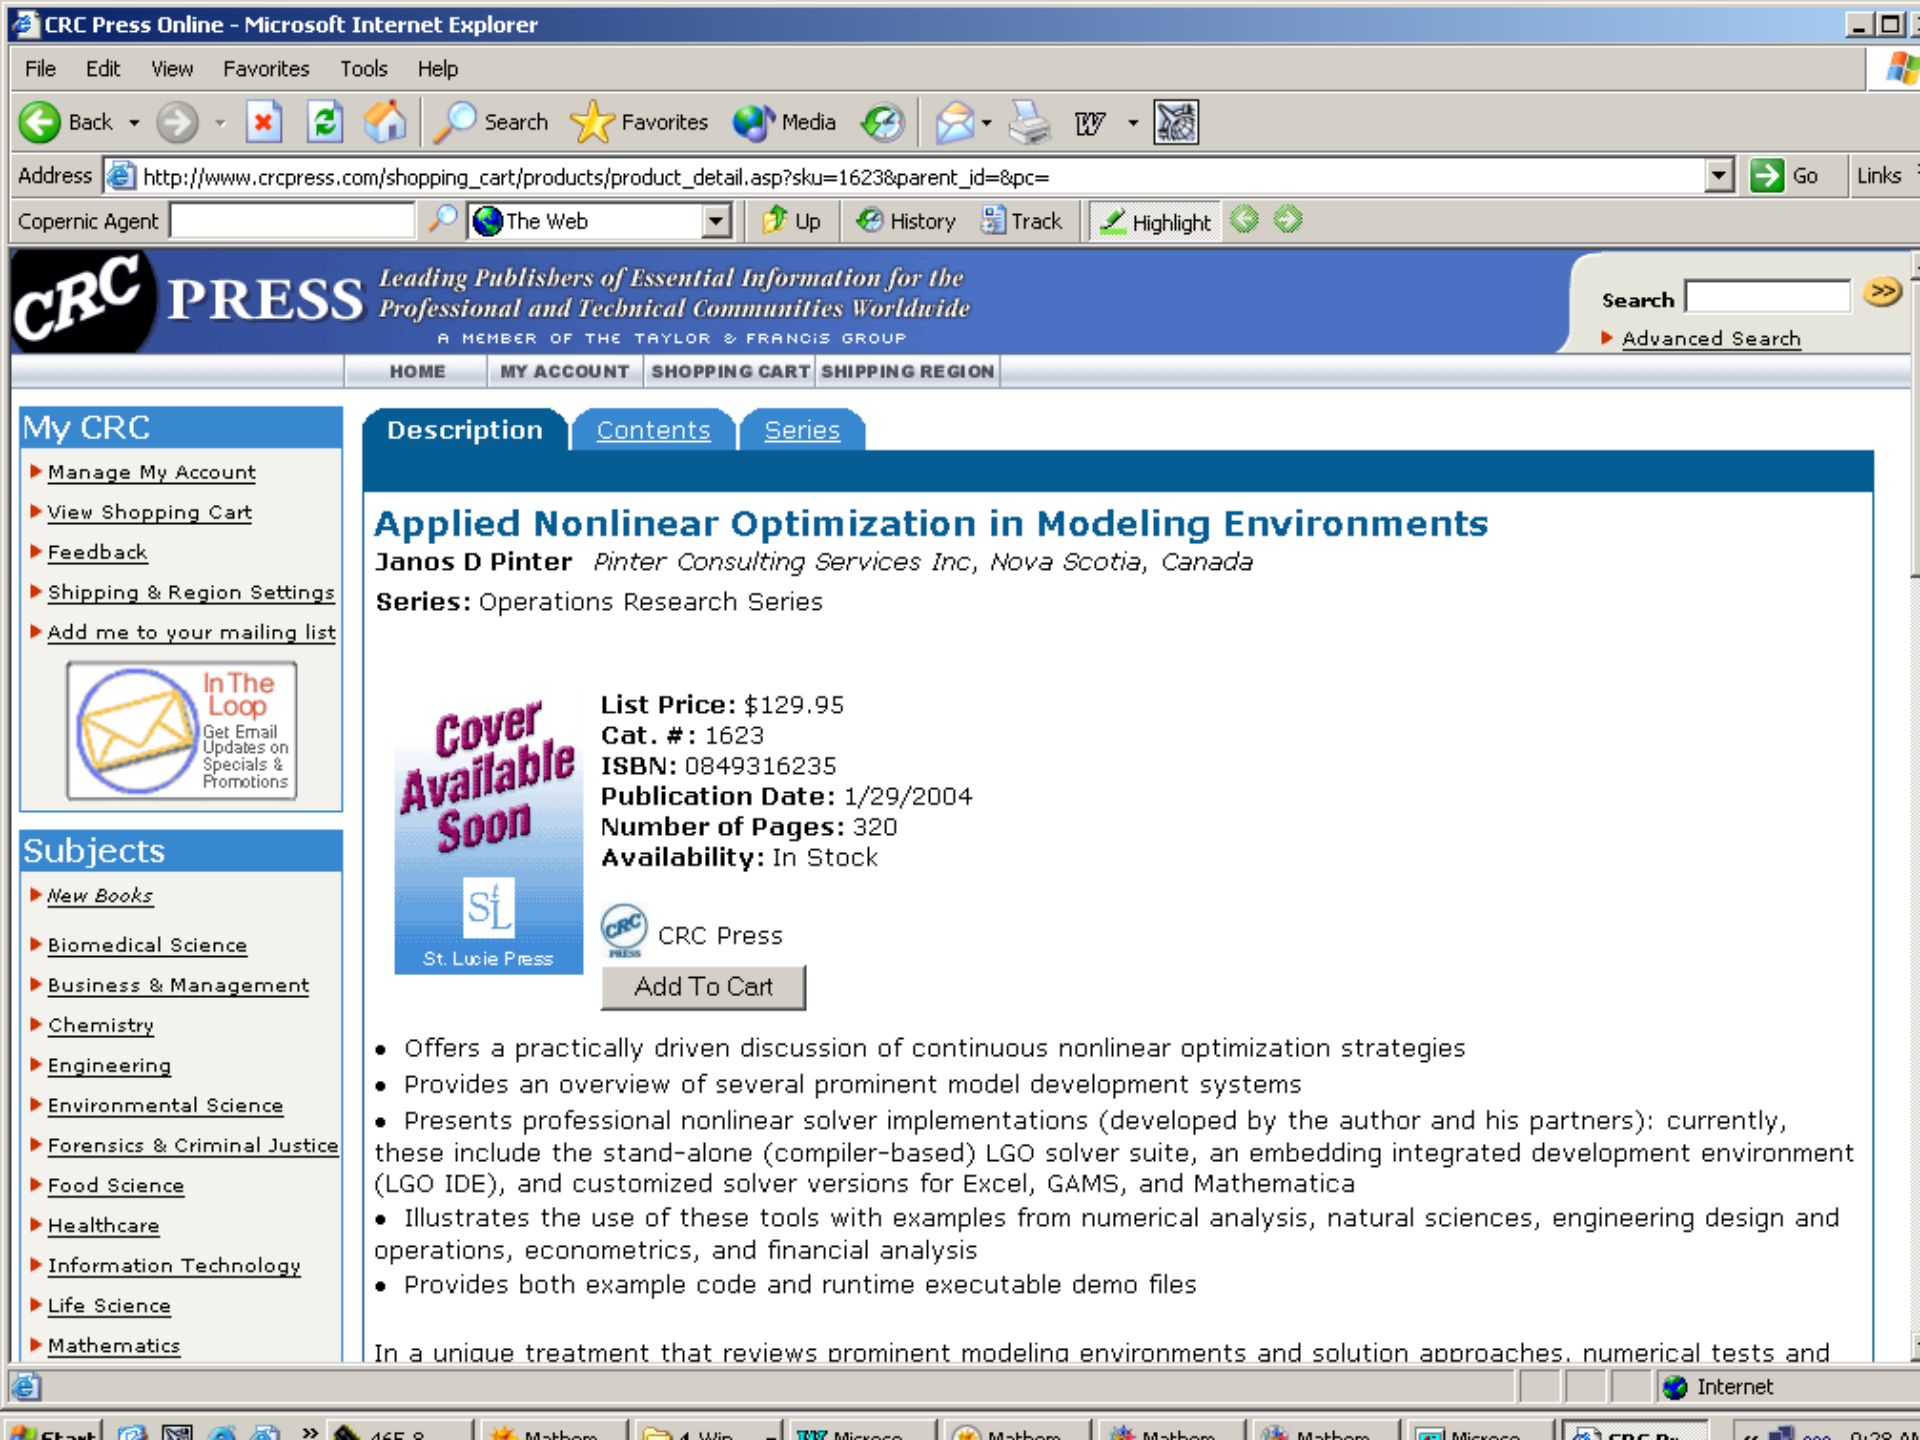 CRC Press Online - Microsoft Internet Explorer
File Edit View Favorites Tools Help
Back Search Favorites Media
Address http://www.crcpress.com/shopping_cart/products/product_detail.asp?sku=1623&parent_id=&pc= Go Links
Copernic Agent The Web Up History Track Highlight
CRC PRESS
Leading Publishers of Essential Information for the
Professional and Technical Communities Worldwide
A MEMBER OF THE TAYLOR & FRANCIS GROUP
Search >>
Advanced Search
HOME MY ACCOUNT SHOPPING CART SHIPPING REGION
My CRC
Manage My Account
View Shopping Cart
Feedback
Shipping & Region Settings
Add me to your mailing list
In The
Loop
Get Email
Updates on
Specials &
Promotions
Subjects
New Books
Biomedical Science
Business & Management
Chemistry
Engineering
Environmental Science
Forensics & Criminal Justice
Food Science
Healthcare
Information Technology
Life Science
Mathematics
Description Contents Series
Applied Nonlinear Optimization in Modeling Environments
Janos D Pinter Pinter Consulting Services Inc, Nova Scotia, Canada
Series: Operations Research Series
Cover
Available
Soon
StL
St. Lucie Press
List Price: $129.95
Cat. #: 1623
ISBN: 0849316235
Publication Date: 1/29/2004
Number of Pages: 320
Availability: In Stock
CRC PRESS CRC Press
Add To Cart
• Offers a practically driven discussion of continuous nonlinear optimization strategies
• Provides an overview of several prominent model development systems
• Presents professional nonlinear solver implementations (developed by the author and his partners): currently,
these include the stand-alone (compiler-based) LGO solver suite, an embedding integrated development environment
(LGO IDE), and customized solver versions for Excel, GAMS, and Mathematica
• Illustrates the use of these tools with examples from numerical analysis, natural sciences, engineering design and
operations, econometrics, and financial analysis
• Provides both example code and runtime executable demo files
In a unique treatment that reviews prominent modeling environments and solution approaches, numerical tests and
Internet
Start Mathem... 4 Win... Microso... Mathem... Mathem... Mathem... Microso... CRC Pr...